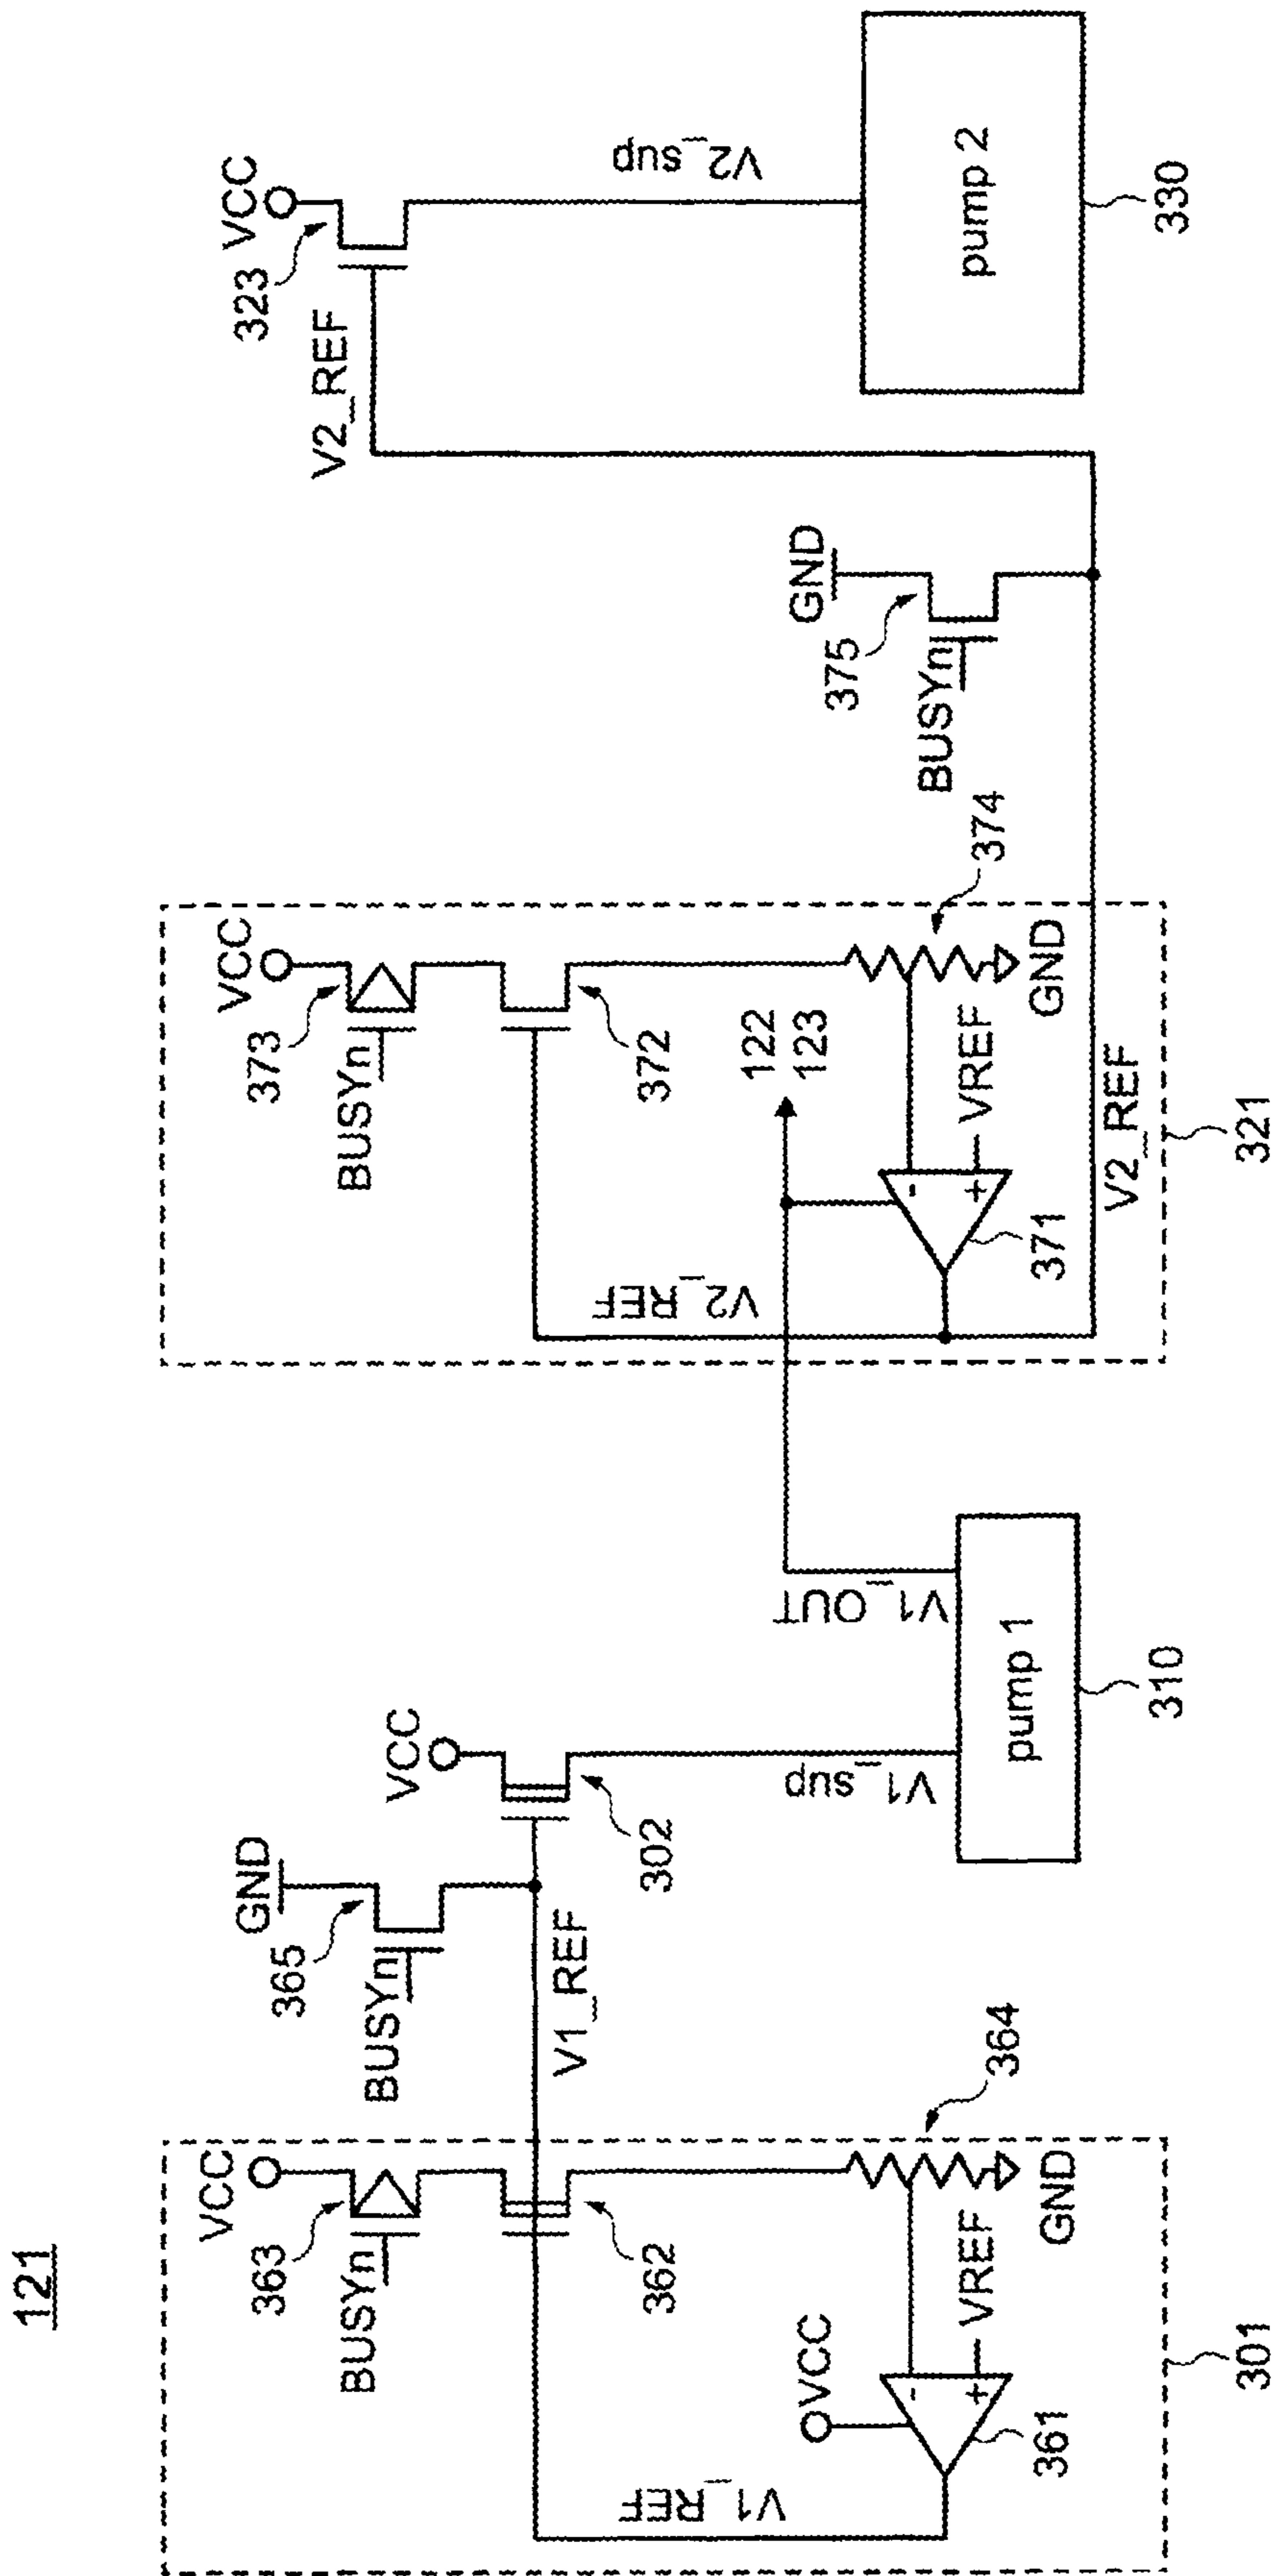 121
VCC
363
BUSYn
362
364
VCC
VREF
GND
361
V1_REF
301
GND
365
BUSYn
V1_REF
VCC
302
V1_sup
V1_OUT
pump 1
310
VCC
373
BUSYn
372
122
123
374
VREF
GND
371
V2_REF
V2_REF
321
GND
375
BUSYn
VCC
323
V2_REF
V2_sup
pump 2
330